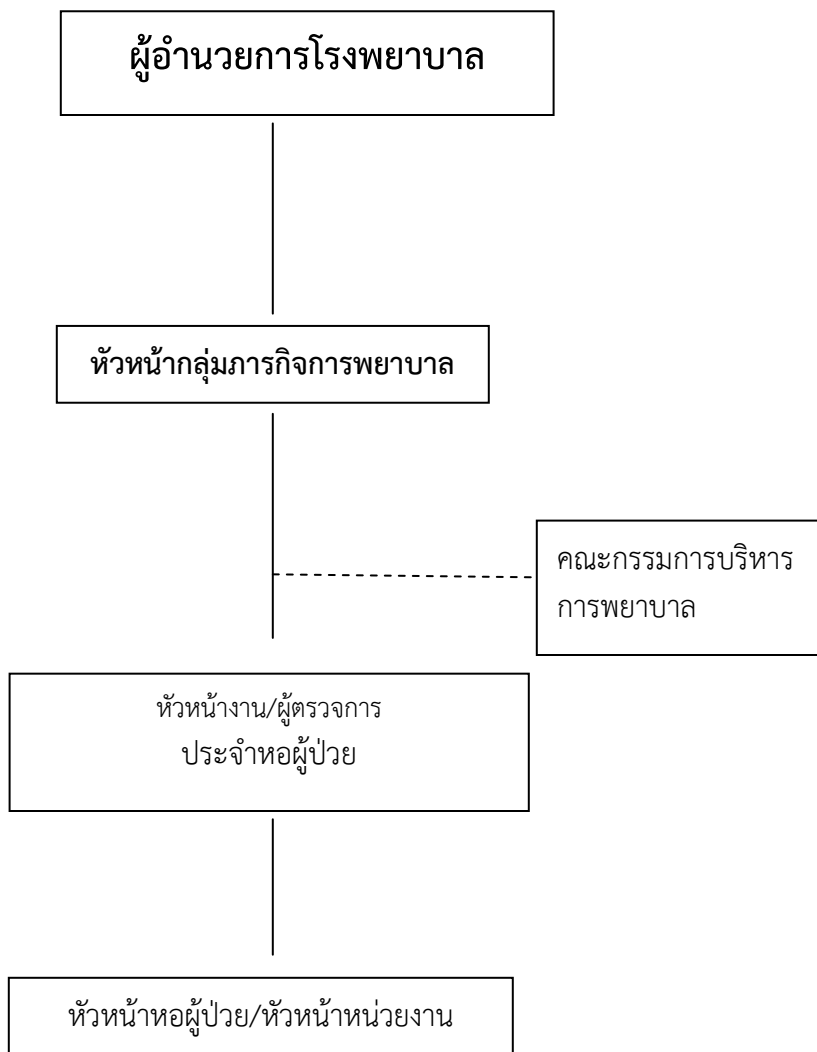 ผู้อำนวยการโรงพยาบาล
หัวหน้ากลุ่มภารกิจการพยาบาล
คณะกรรมการบริหาร
การพยาบาล
หัวหน้างาน/ผู้ตรวจการ
ประจำหอผู้ป่วย
หัวหน้าหอผู้ป่วย/หัวหน้าหน่วยงาน